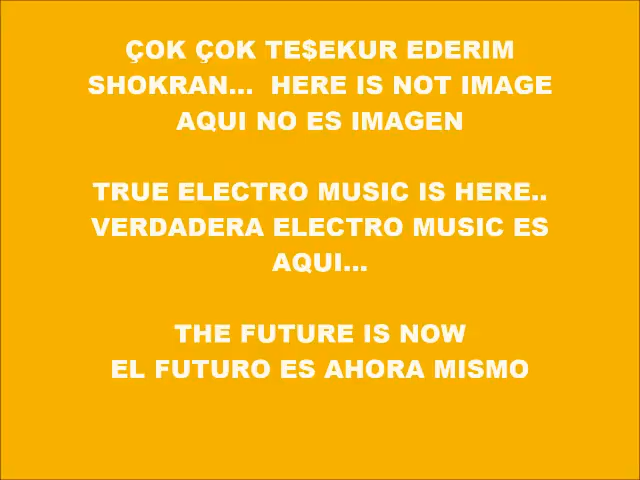 ÇOK ÇOK TE$EKUR EDERIM
SHOKRAN... HERE IS NOT IMAGE
AQUI NO ES IMAGEN
TRUE ELECTRO MUSIC IS HERE..
VERDADERA ELECTRO MUSIC ES
AQUI...
THE FUTURE IS NOW
EL FUTURO ES AHORA MISMO